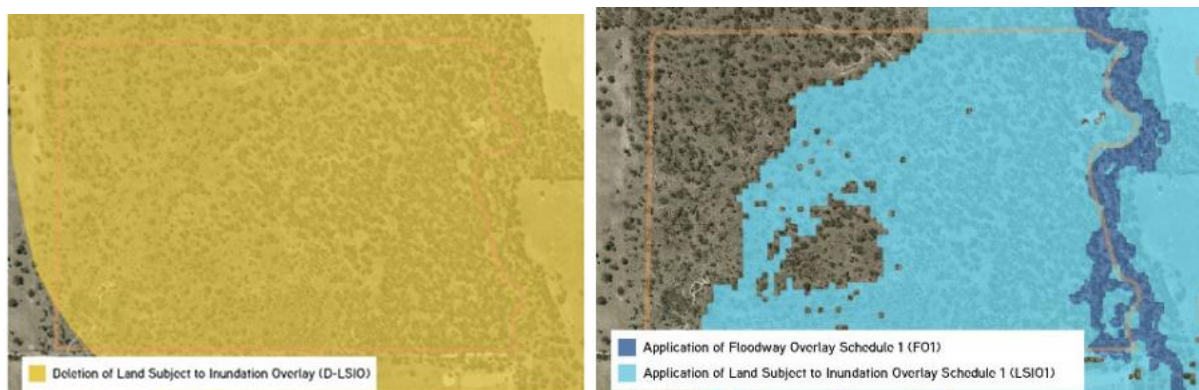 Deletion of Land Subject to Inundation Overlay (D-LSIO)
Application of Floodway Overlay Schedule 1 (FO1)
Application of Land Subject to Inundation Overlay Schedule 1 (LSIO1)